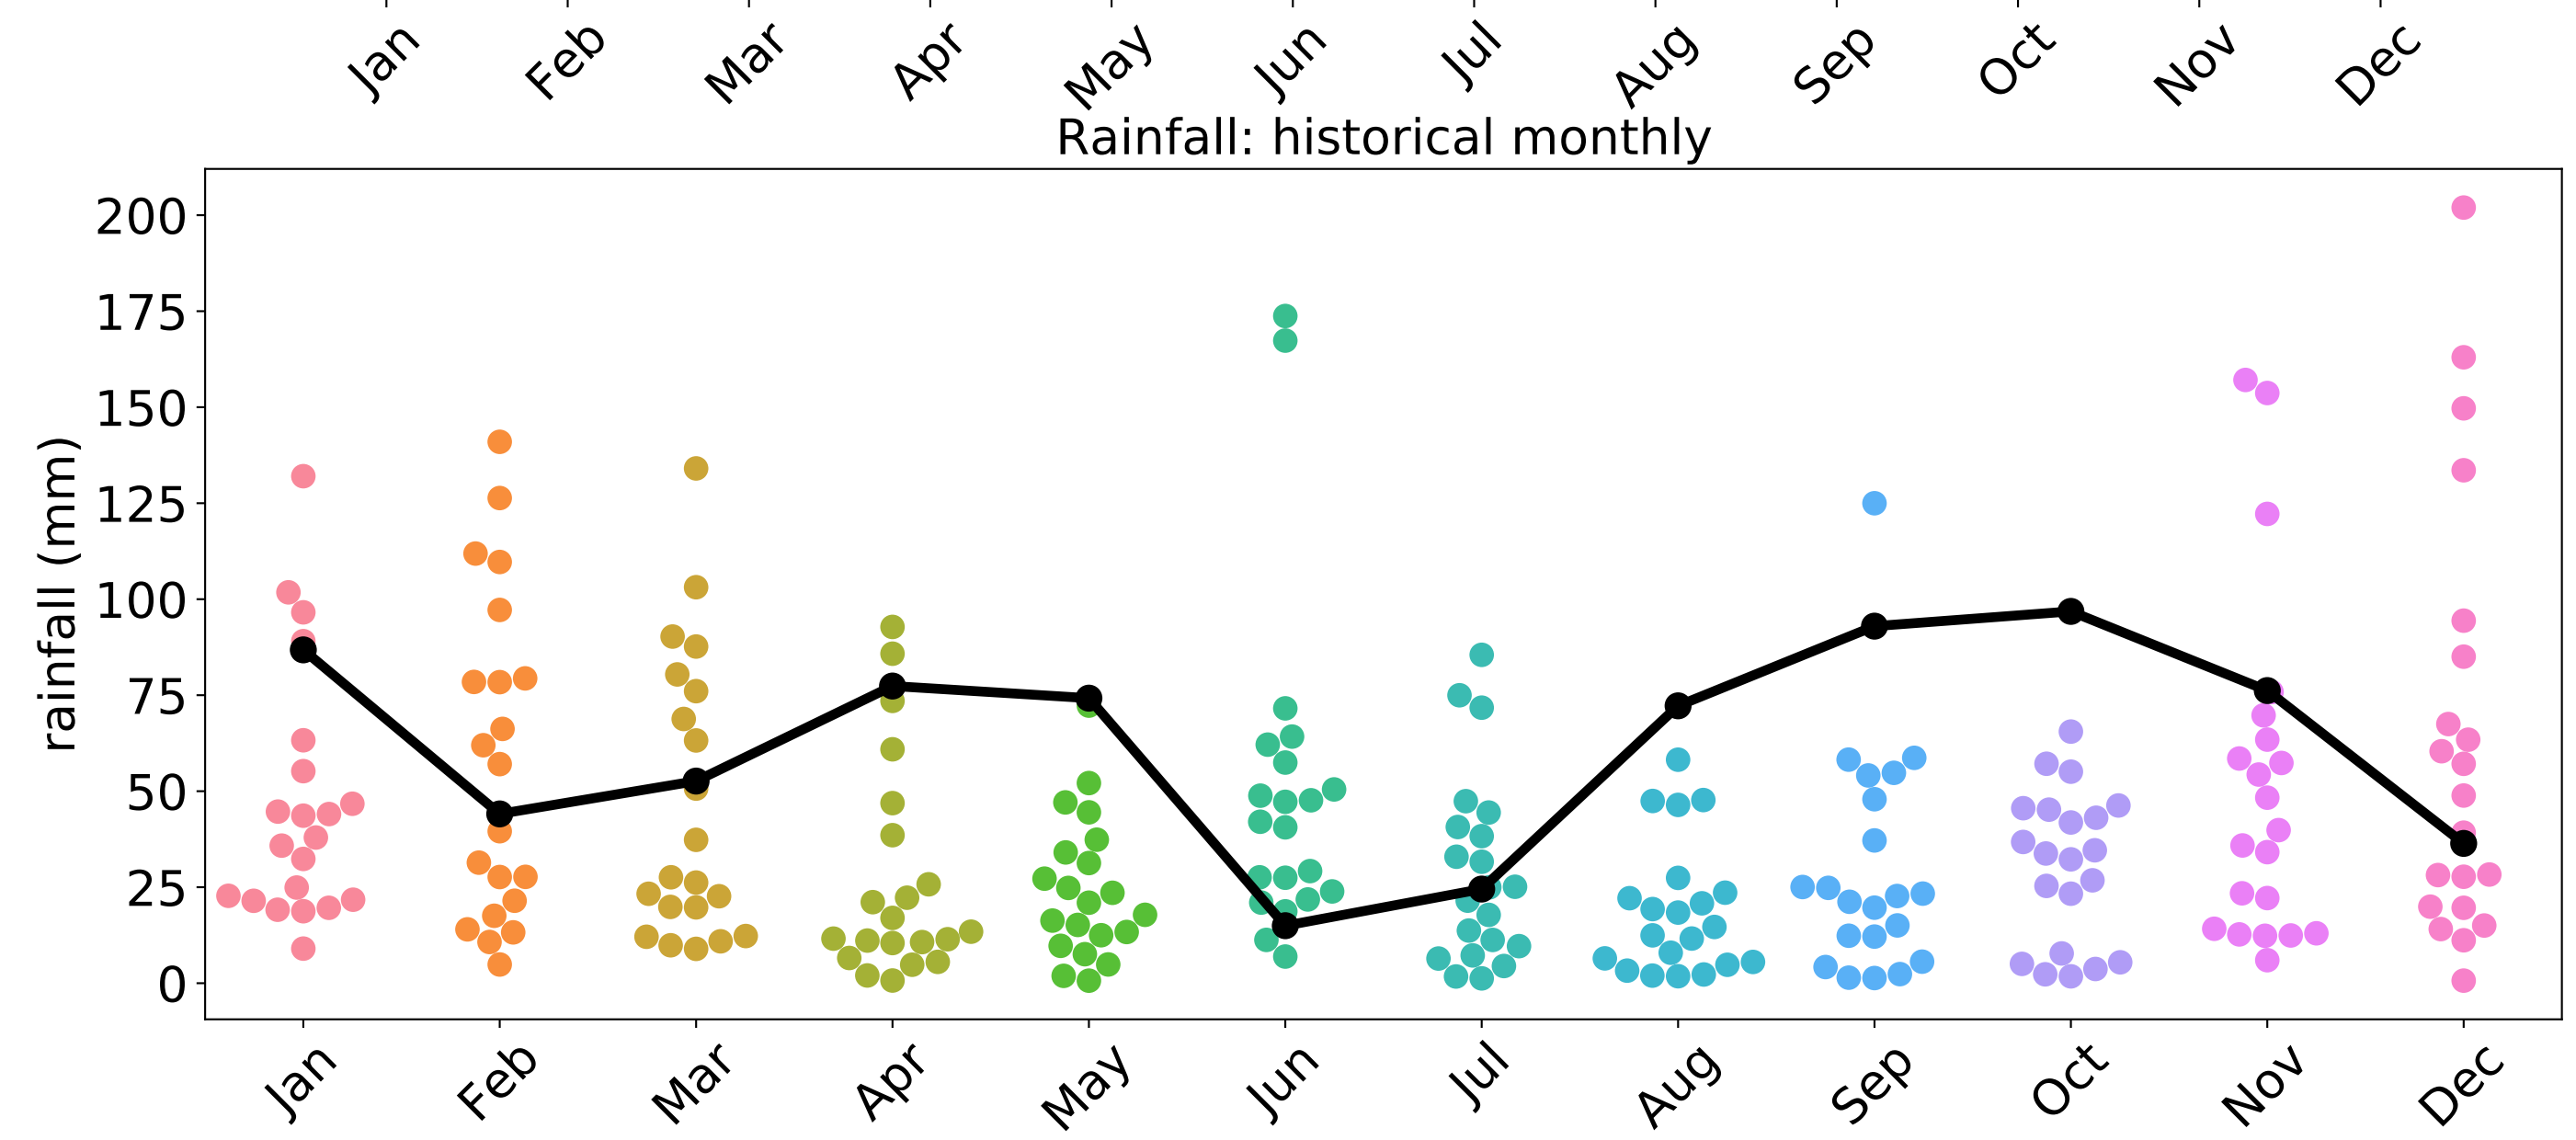 Jan Feb Mar Apr May Jun Jul Aug Sep Oct Nov Dec
Rainfall: historical monthly
rainfall (mm)
200
175
150
125
100
75
50
25
0
Jan Feb Mar Apr May Jun Jul Aug Sep Oct Nov Dec